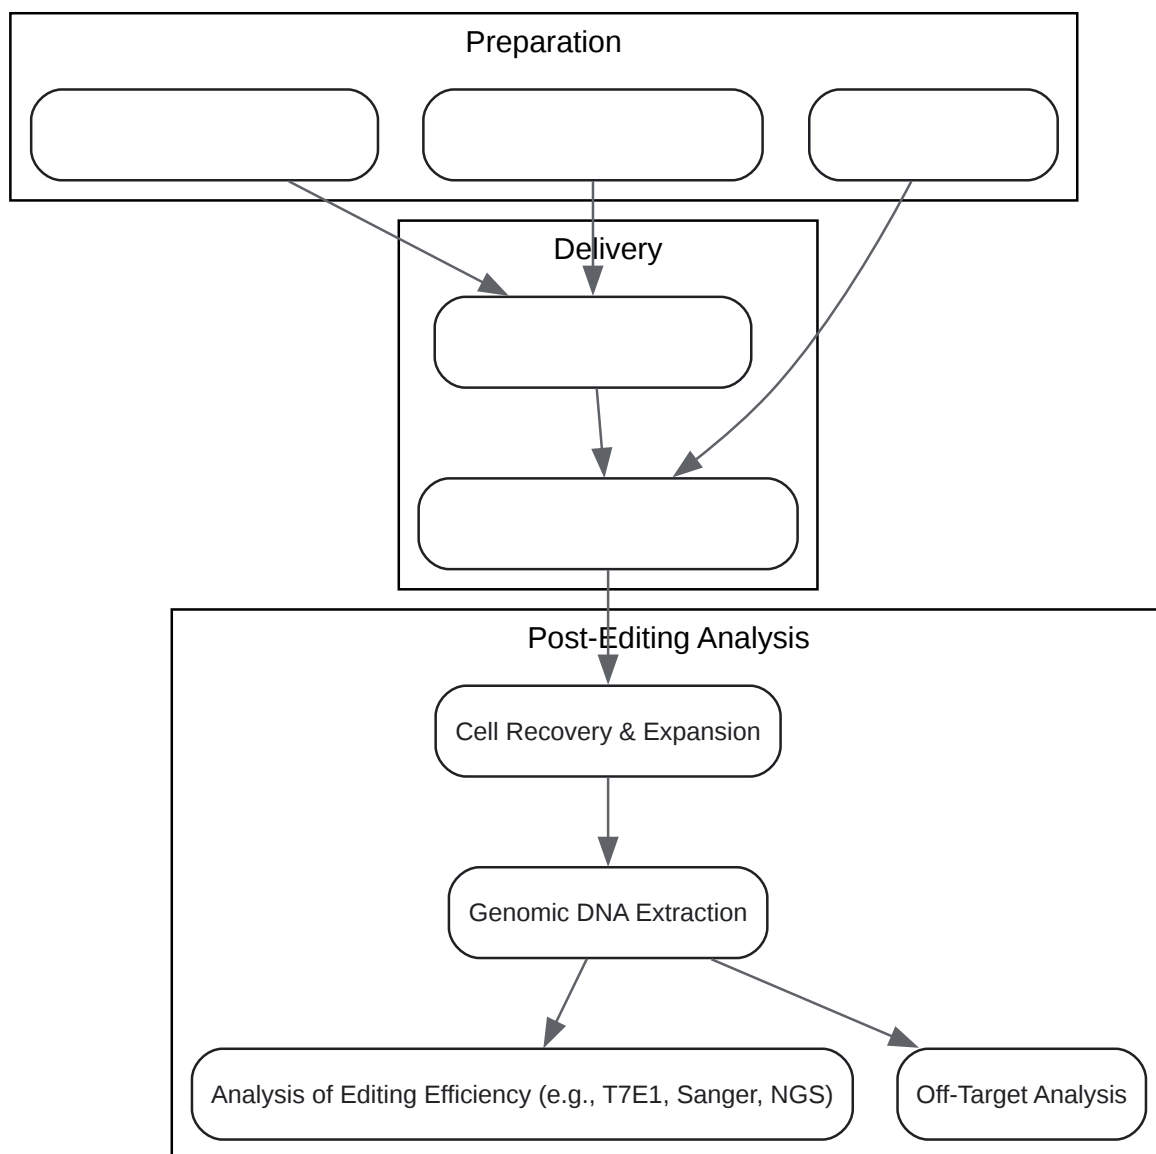 Preparation
Delivery
Post-Editing Analysis
Cell Recovery & Expansion
Genomic DNA Extraction
Analysis of Editing Efficiency (e.g., T7E1, Sanger, NGS)
Off-Target Analysis